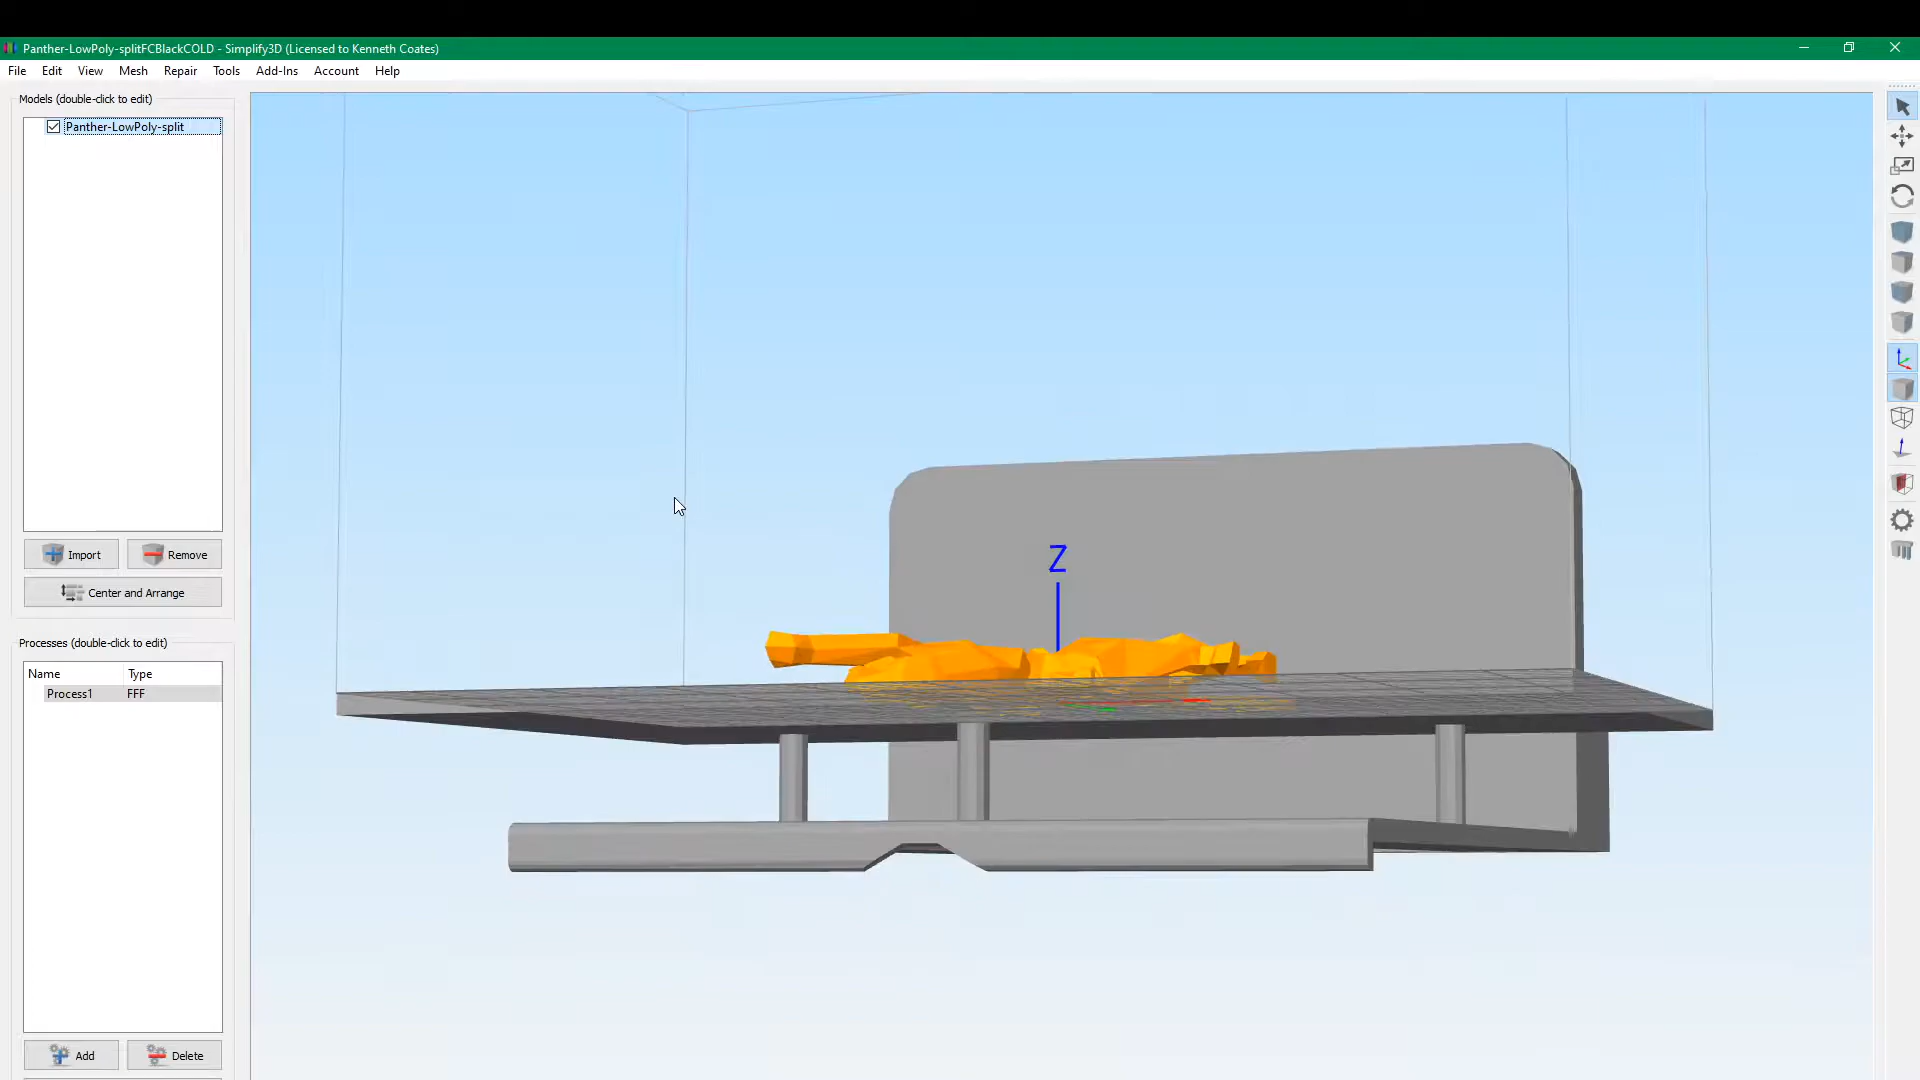 Panther-LowPoly-splitFCBlackCOLD - Simplify3D (Licensed to Kenneth Coates)
File Edit View Mesh Repair Tools Add-Ins Account Help
Models (double-click to edit)
Panther-LowPoly-split
Import Remove
Center and Arrange
Z
Processes (double-click to edit)
Name Type
Process1 FFF
Add Delete